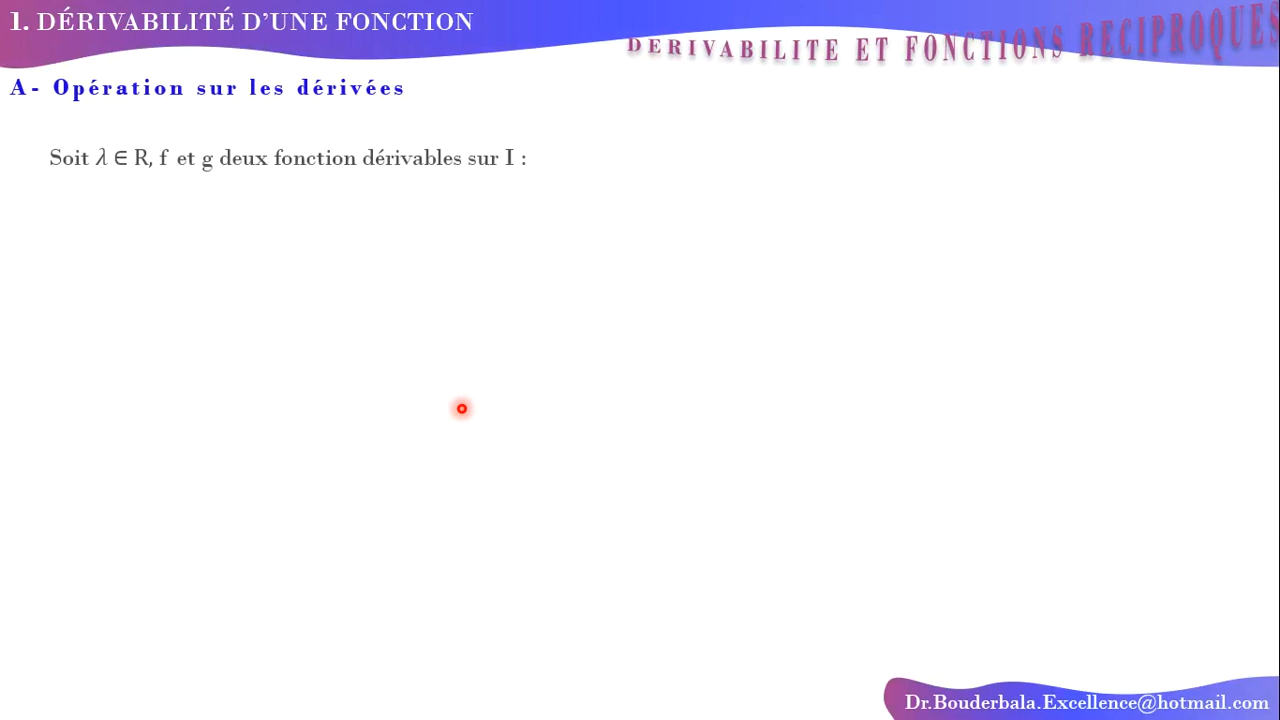 1. DÉRIVABILITÉ D’UNE FONCTION
DERIVABILITE ET FONCTIONS RECIPROQUES
A- Opération sur les dérivées
Soit λ ∈ R, f et g deux fonction dérivables sur I :
Dr.Bouderbala.Excellence@hotmail.com